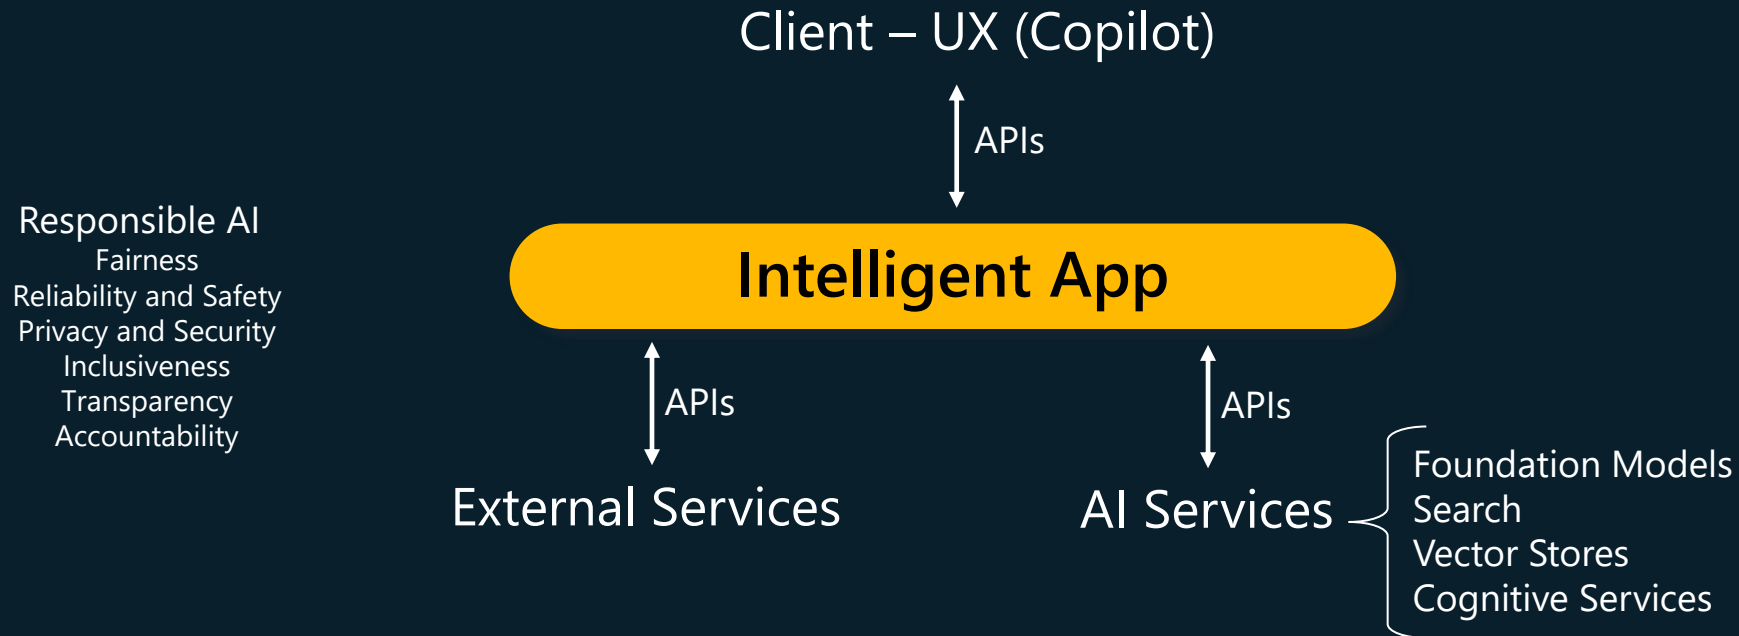 Client – UX (Copilot)
APIs
Responsible AI
Fairness
Reliability and Safety
Privacy and Security
Inclusiveness
Transparency
Accountability
Intelligent App
APIs
APIs
External Services
AI Services
Foundation Models
Search
Vector Stores
Cognitive Services